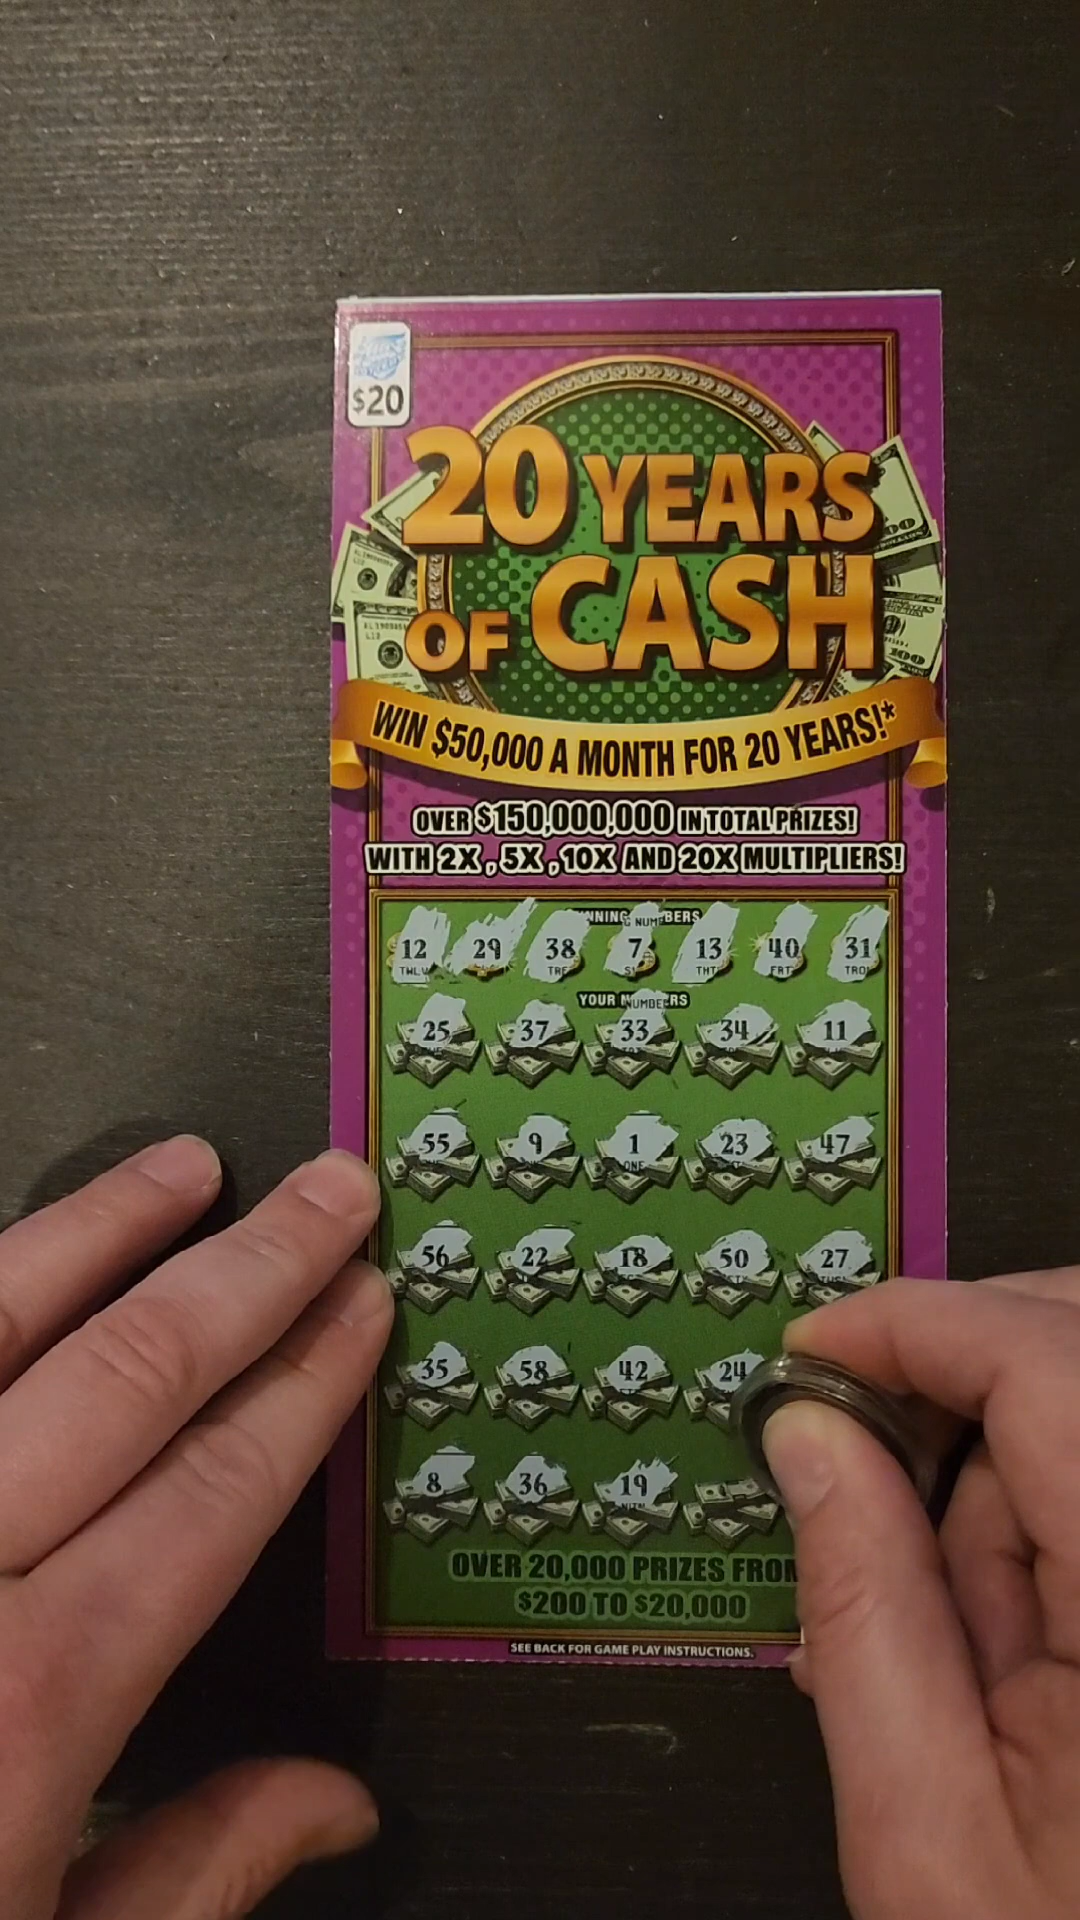 $20
20 YEARS
OF CASH
WIN $50,000 A MONTH FOR 20 YEARS!*
OVER $150,000,000 IN TOTAL PRIZES!
WITH 2X, 5X, 10X AND 20X MULTIPLIERS!
12 29 38 7 13 40 31
YOUR NUMBERS
25 37 33 34 11
55 9 1 23 47
ONE
56 22 18 50 27
35 58 42 24
8 36 19
OVER 20,000 PRIZES FROM
$200 TO $20,000
SEE BACK FOR GAME PLAY INSTRUCTIONS.